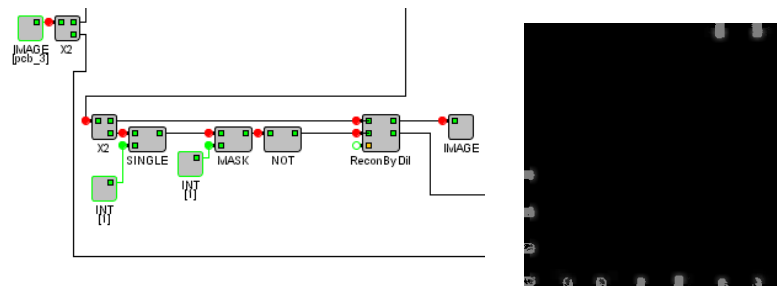 IMAGE
[pcb_3]
X2
X2
SINGLE
MASK
NOT
ReconByDil
IMAGE
INT
[1]
INT
[1]